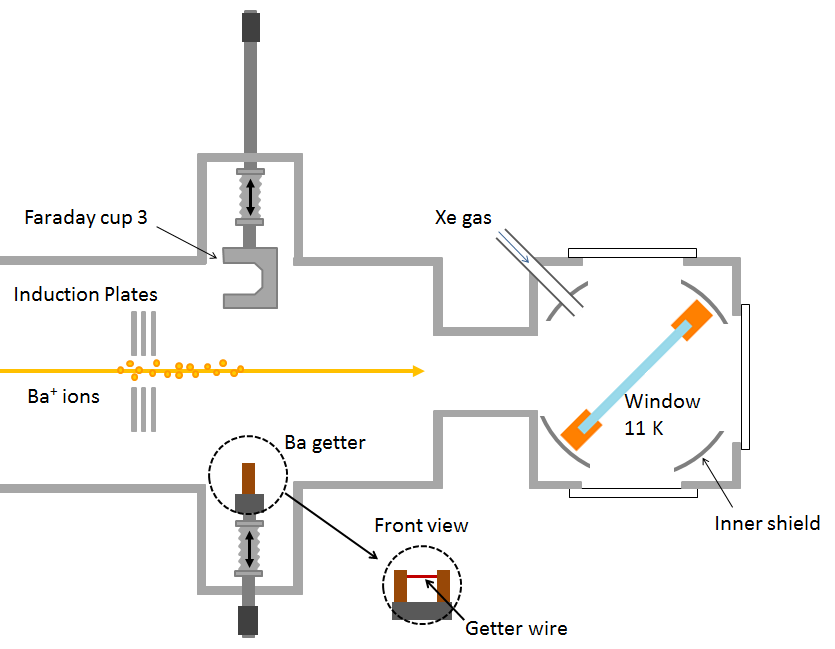 Faraday cup 3
Xe gas
Induction Plates
Ba+ ions
Window
11 K
Ba getter
Front view
Inner shield
Getter wire